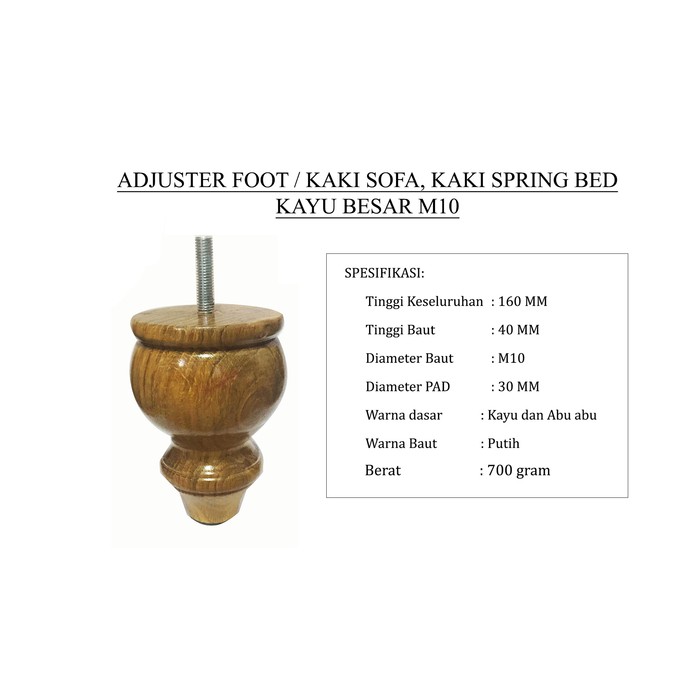 ADJUSTER FOOT / KAKI SOFA, KAKI SPRING BED
KAYU BESAR M10
SPESIFIKASI:
Tinggi Keseluruhan : 160 MM
Tinggi Baut : 40 MM
Diameter Baut : M10
Diameter PAD : 30 MM
Warna dasar : Kayu dan Abu abu
Warna Baut : Putih
Berat : 700 gram